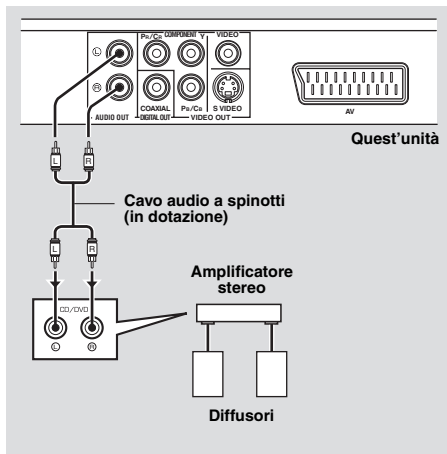 PR/CR COMPONENT Y VIDEO
L
R
COAXIAL PB/CB S VIDEO
AUDIO OUT DIGITAL OUT VIDEO OUT
AV
Quest'unità
L R
Cavo audio a spinotti
(in dotazione)
L R
Amplificatore
stereo
CD/DVD
L R
Diffusori